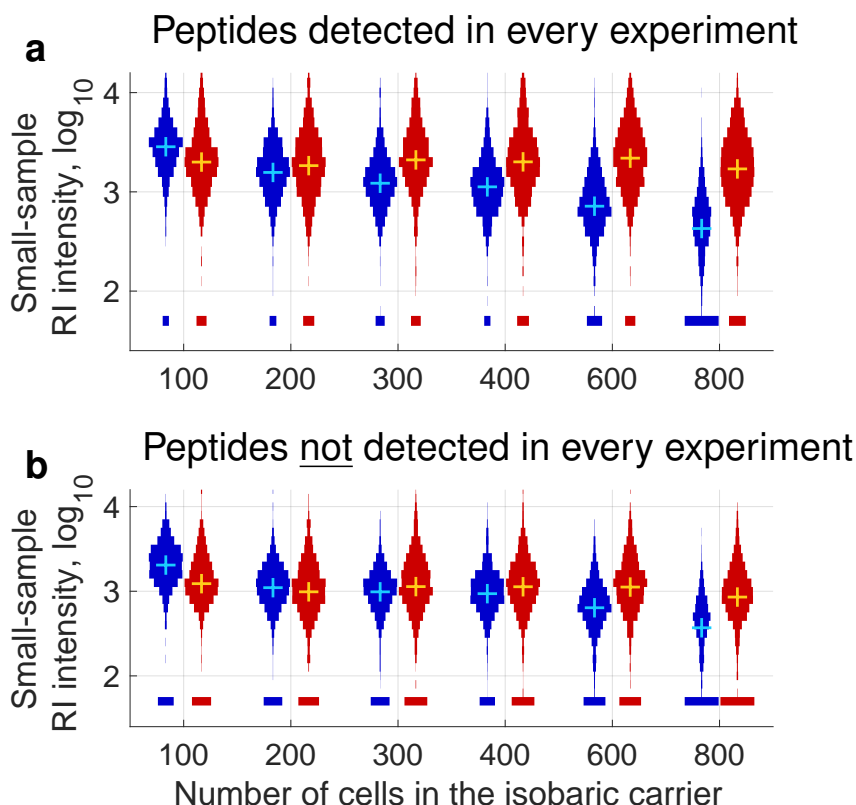 a
Peptides detected in every experiment
Small-sample
RI intensity, log10
4
3
2
100 200 300 400 600 800
b
Peptides not detected in every experiment
Small-sample
RI intensity, log10
4
3
2
100 200 300 400 600 800
Number of cells in the isobaric carrier